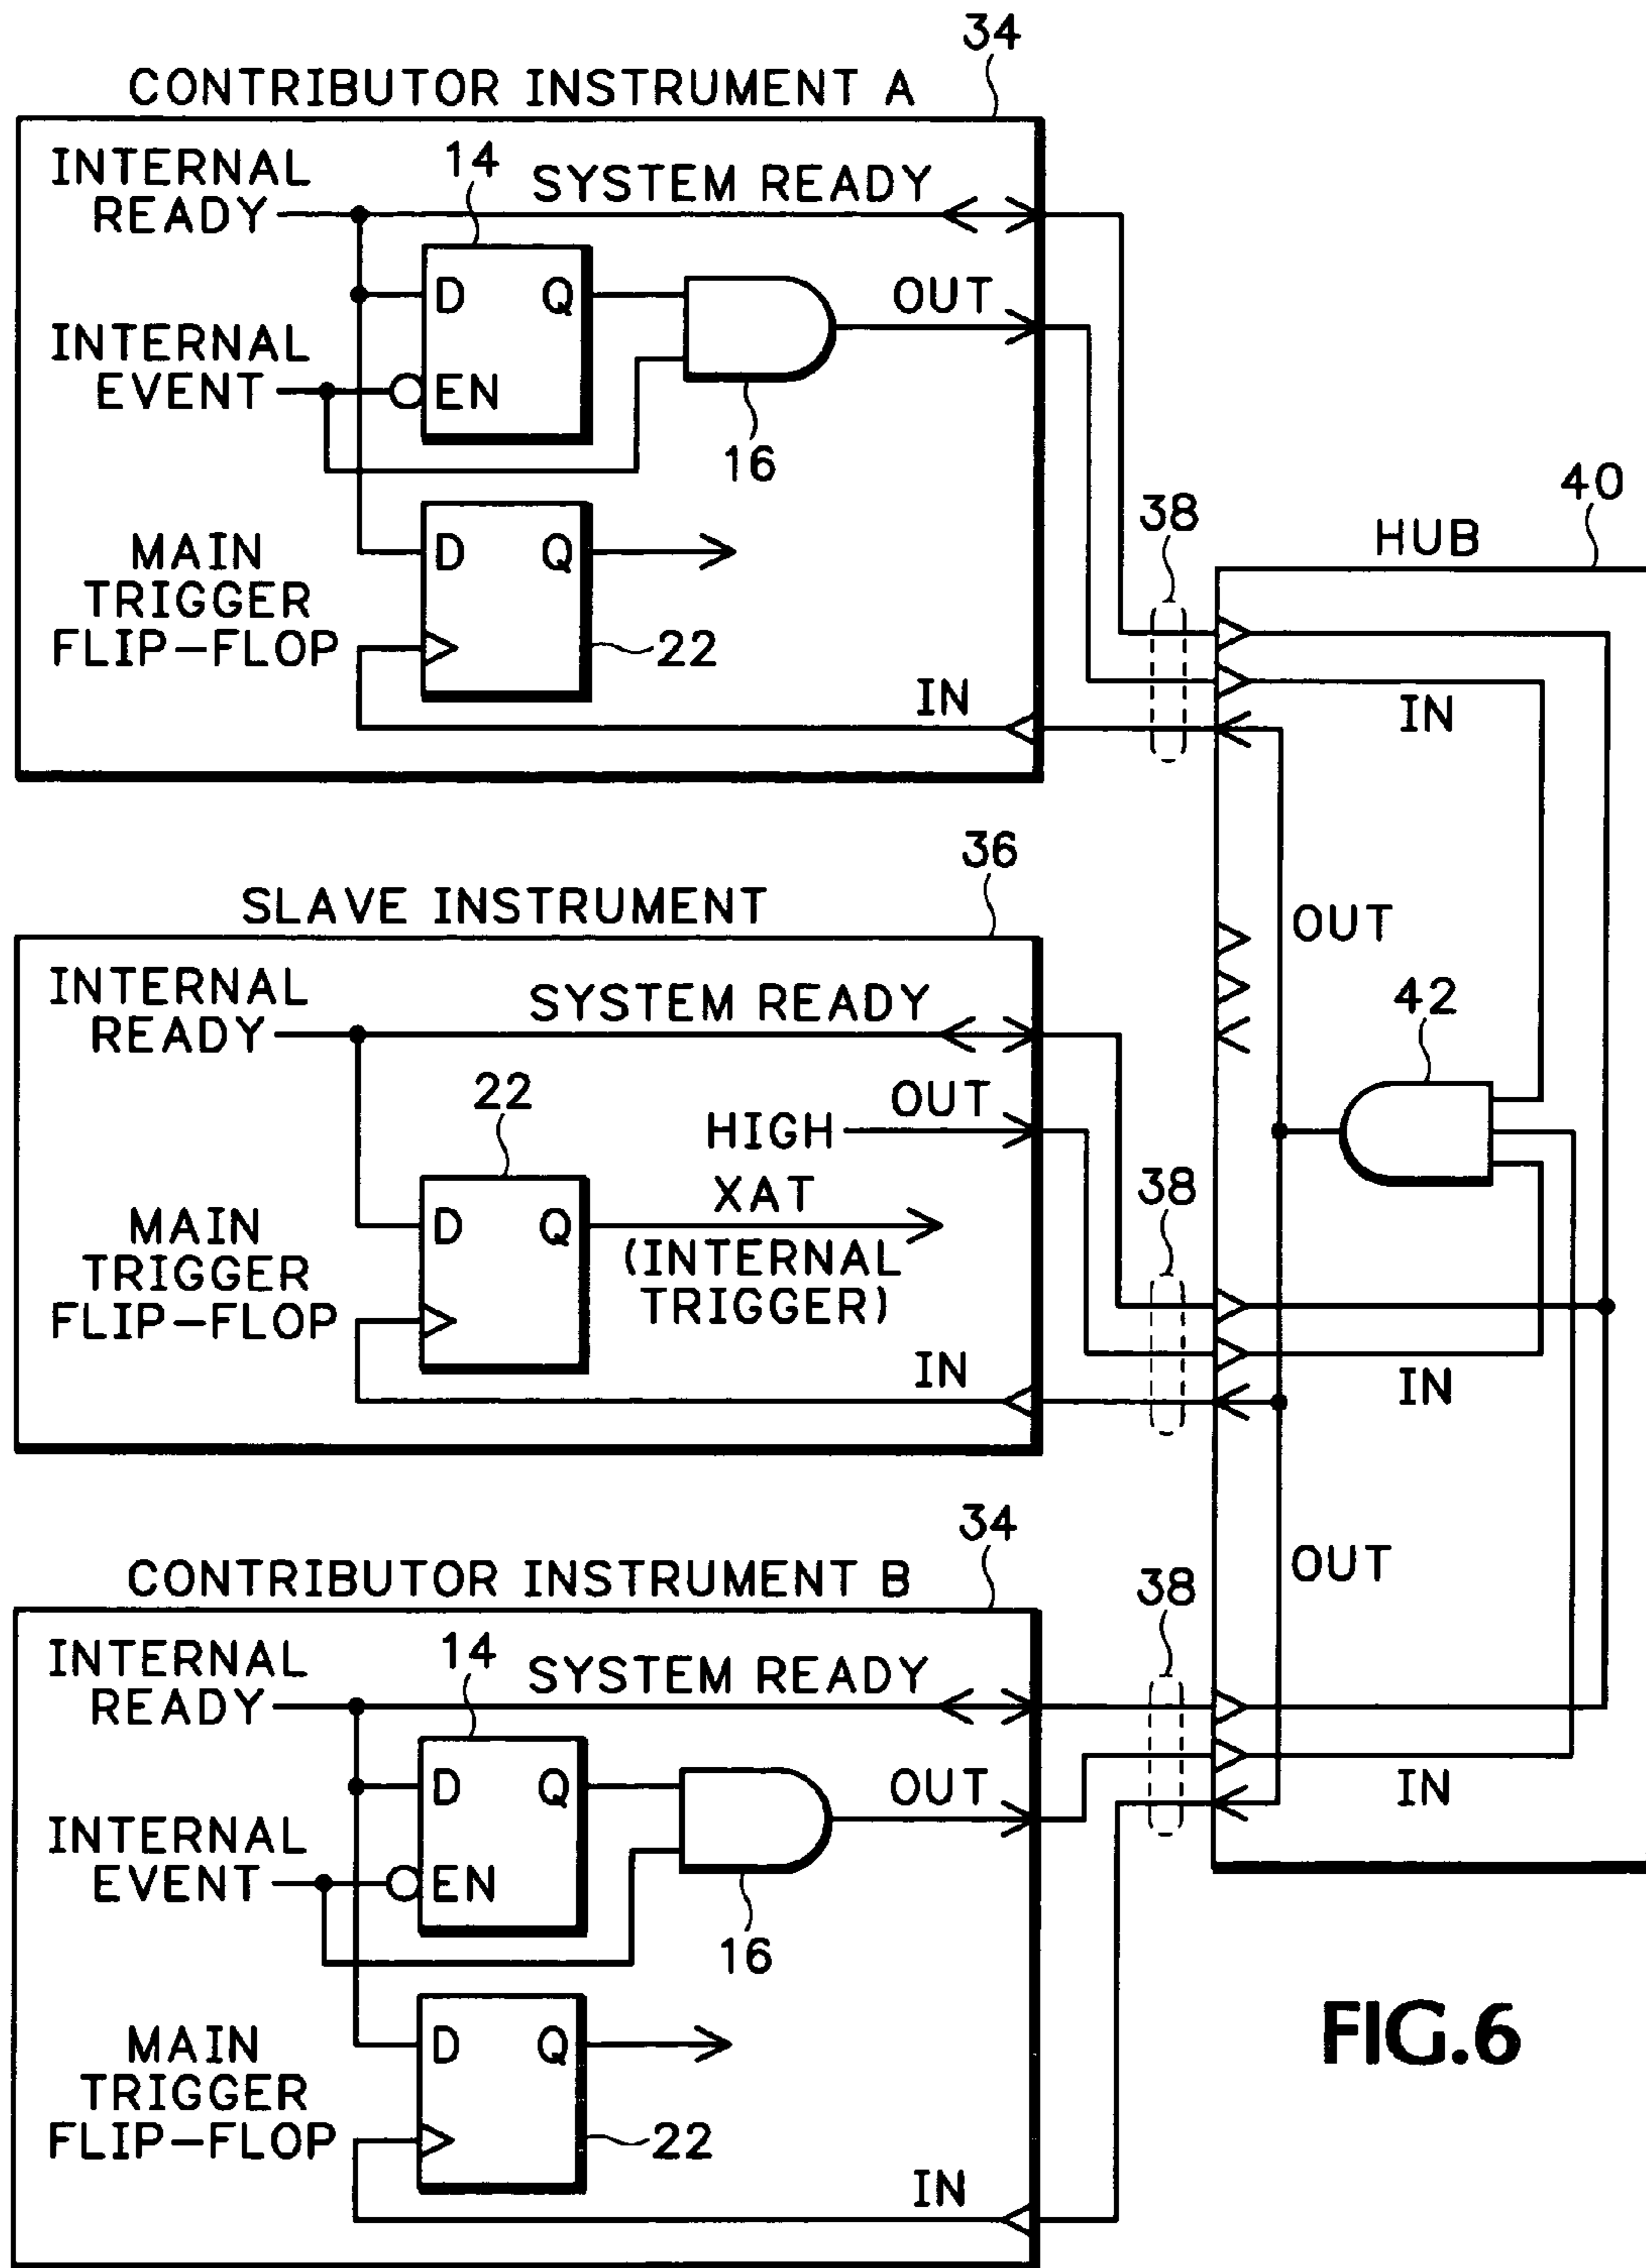 34
CONTRIBUTOR INSTRUMENT A
INTERNAL
READY
14
SYSTEM READY
D
Q
OUT
INTERNAL
EVENT
EN
16
MAIN
TRIGGER
FLIP-FLOP
D
Q
22
IN
38
HUB
40
IN
36
SLAVE INSTRUMENT
INTERNAL
READY
SYSTEM READY
OUT
22
HIGH
OUT
42
XAT
(INTERNAL
TRIGGER)
D
Q
MAIN
TRIGGER
FLIP-FLOP
IN
38
IN
34
CONTRIBUTOR INSTRUMENT B
INTERNAL
READY
14
SYSTEM READY
D
Q
OUT
INTERNAL
EVENT
EN
16
MAIN
TRIGGER
FLIP-FLOP
D
Q
22
IN
38
OUT
IN
FIG.6